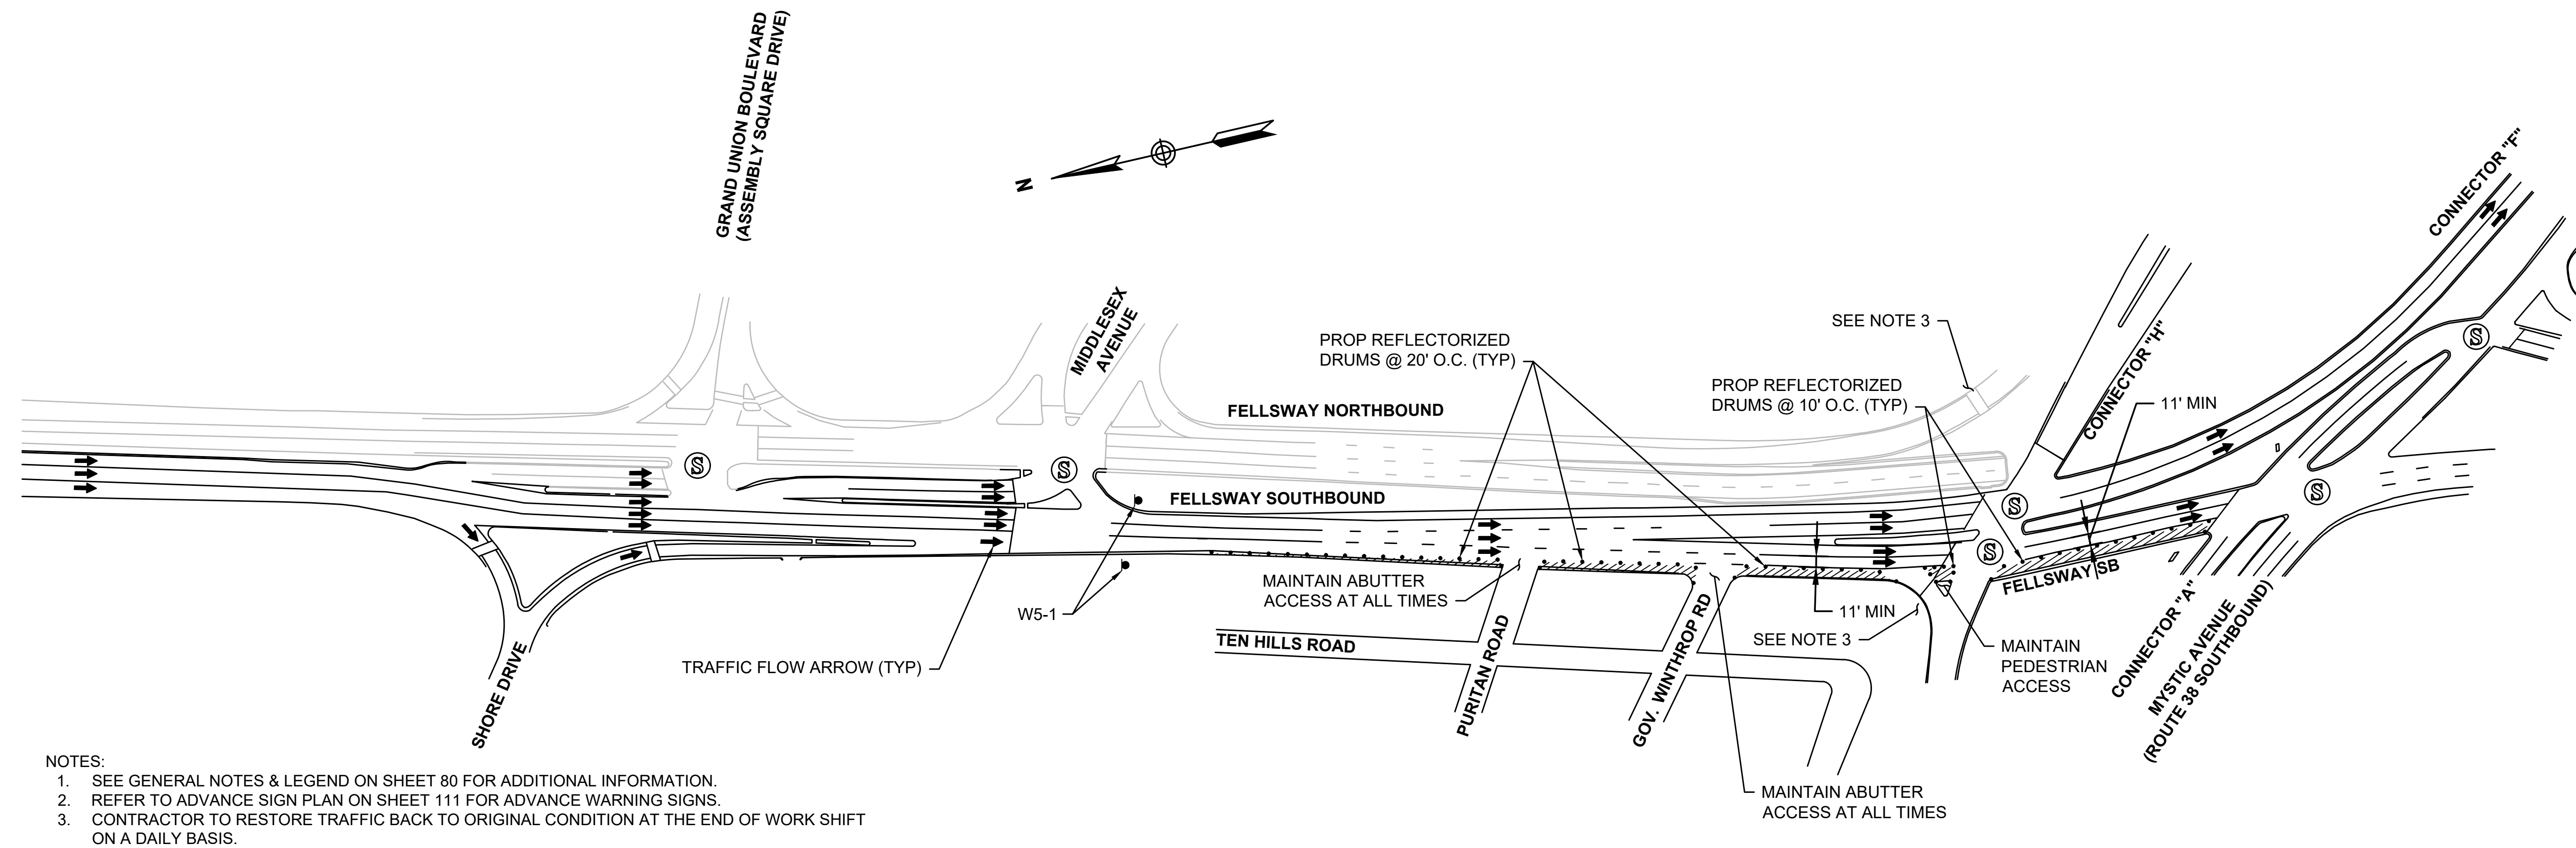 GRAND UNION BOULEVARD
(ASSEMBLY SQUARE DRIVE)
N
MIDDLESEX
AVENUE
CONNECTOR "F"
SEE NOTE 3
PROP REFLECTORIZED
DRUMS @ 20' O.C. (TYP)
PROP REFLECTORIZED
DRUMS @ 10' O.C. (TYP)
CONNECTOR "H"
11' MIN
FELLSWAY NORTHBOUND
S
S
S
S
S
S
FELLSWAY SOUTHBOUND
MAINTAIN ABUTTER
ACCESS AT ALL TIMES
W5-1
FELLSWAY SB
11' MIN
SEE NOTE 3
TEN HILLS ROAD
TRAFFIC FLOW ARROW (TYP)
SHORE DRIVE
PURITAN ROAD
GOV. WINTHROP RD
MAINTAIN
PEDESTRIAN
ACCESS
CONNECTOR "A"
MYSTIC AVENUE
(ROUTE 38 SOUTHBOUND)
MAINTAIN ABUTTER
ACCESS AT ALL TIMES
NOTES:
1. SEE GENERAL NOTES & LEGEND ON SHEET 80 FOR ADDITIONAL INFORMATION.
2. REFER TO ADVANCE SIGN PLAN ON SHEET 111 FOR ADVANCE WARNING SIGNS.
3. CONTRACTOR TO RESTORE TRAFFIC BACK TO ORIGINAL CONDITION AT THE END OF WORK SHIFT
ON A DAILY BASIS.